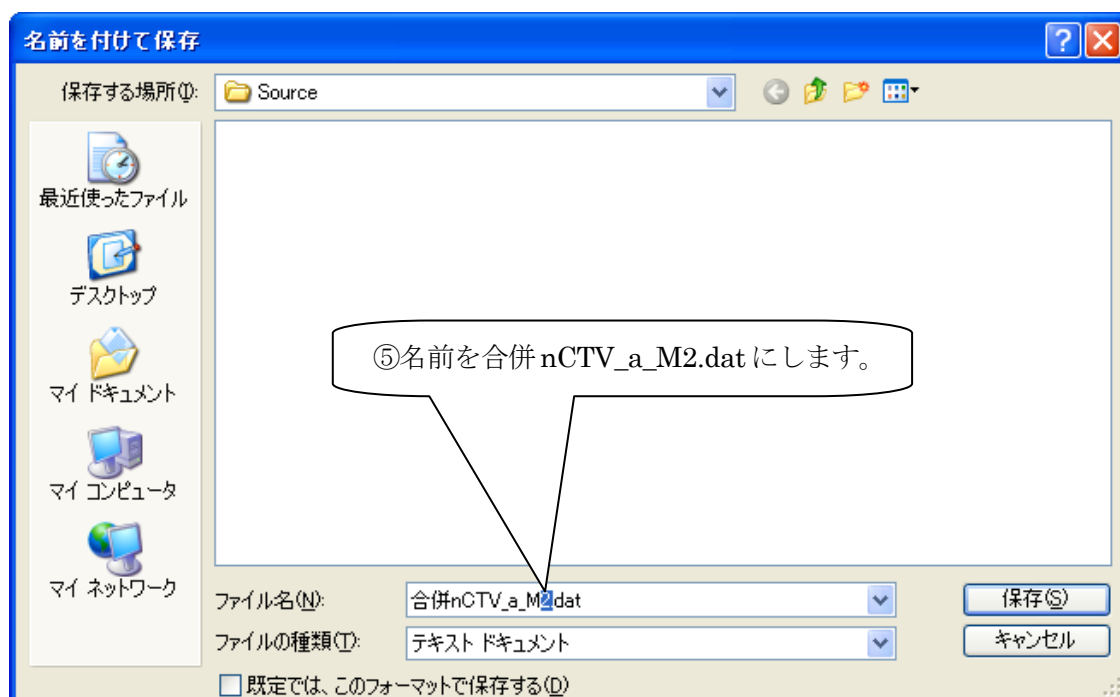 名前を付けて保存
保存する場所(I):
Source
最近使ったファイル
デスクトップ
マイ ドキュメント
マイ コンピュータ
マイ ネットワーク
⑤名前を合併nCTV_a_M2.datにします。
ファイル名(N):
合併nCTV_a_M2.dat
保存(S)
ファイルの種類(T):
テキスト ドキュメント
キャンセル
既定では、このフォーマットで保存する(D)